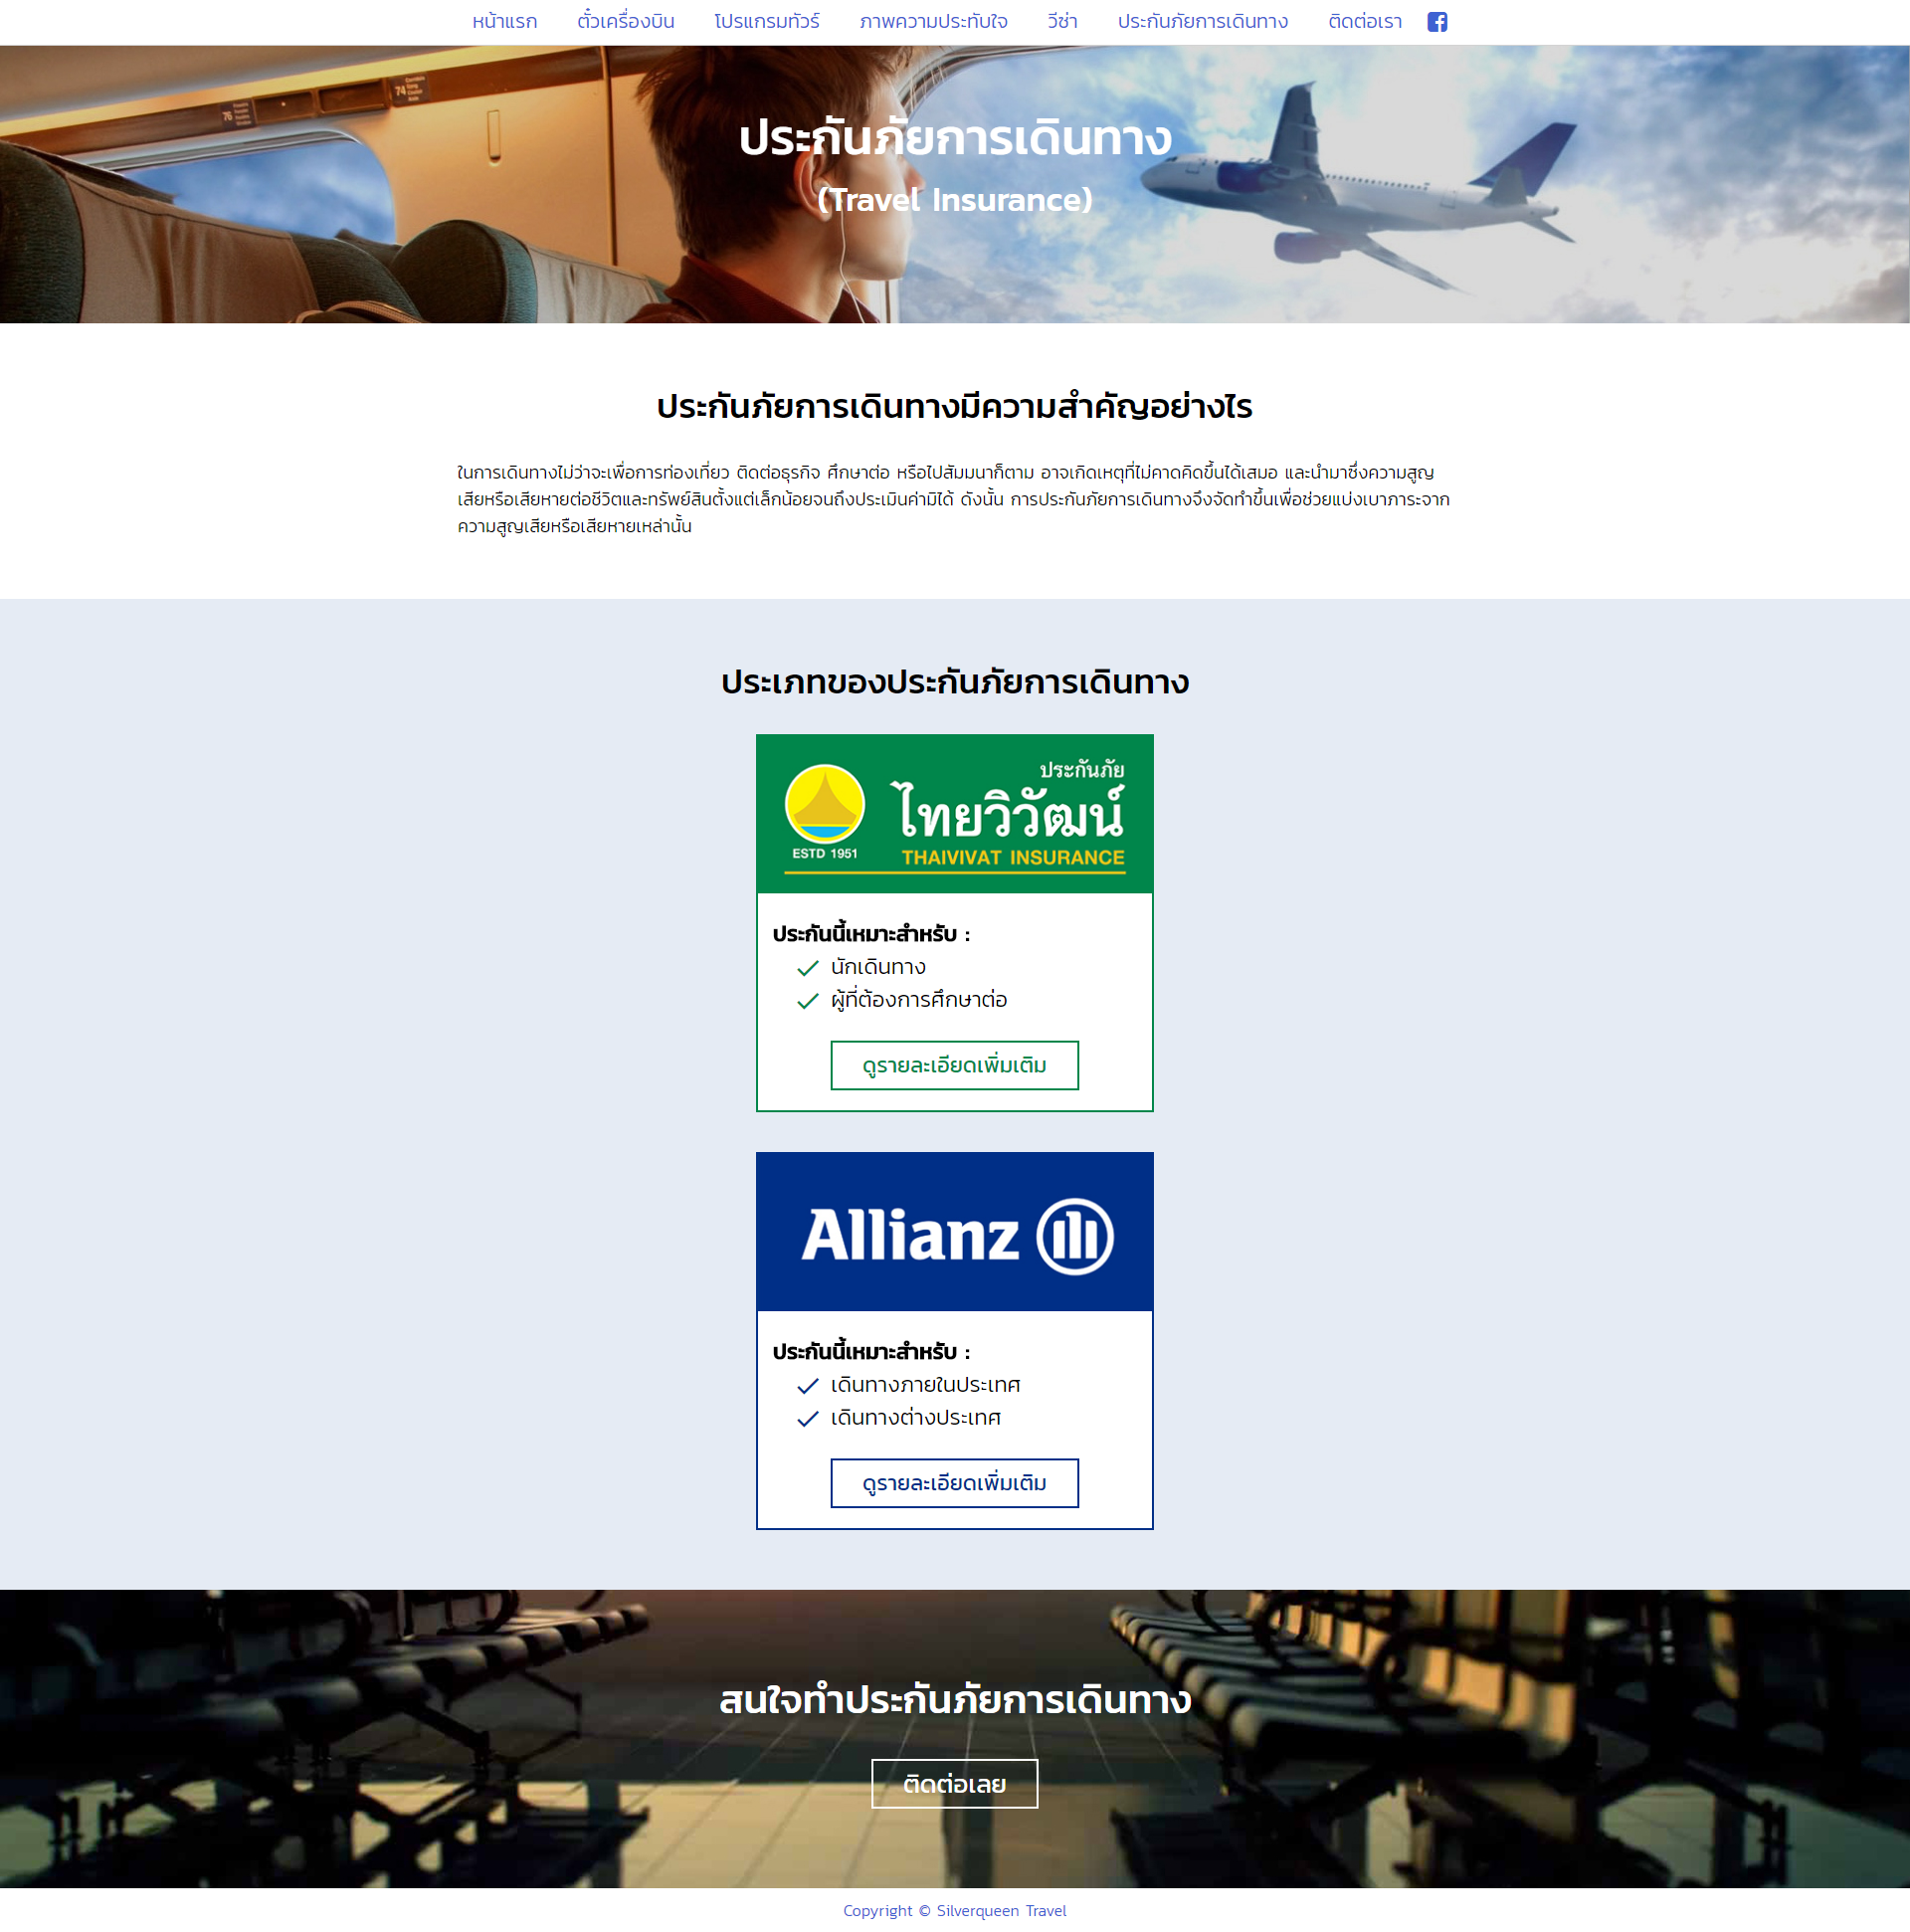 หน้าแรก ตั๋วเครื่องบิน โปรแกรมทัวร์ ภาพความประทับใจ วีซ่า ประกันภัยการเดินทาง ติดต่อเรา
76
74
ประกันภัยการเดินทาง
(Travel Insurance)
ประกันภัยการเดินทางมีความสำคัญอย่างไร
ในการเดินทางไม่ว่าจะเพื่อการท่องเที่ยว ติดต่อธุรกิจ ศึกษาต่อ หรือไปสัมมนาก็ตาม อาจเกิดเหตุที่ไม่คาดคิดขึ้นได้เสมอ และนำมาซึ่งความสูญ
เสียหรือเสียหายต่อชีวิตและทรัพย์สินตั้งแต่เล็กน้อยจนถึงประเมินค่ามิได้ ดังนั้น การประกันภัยการเดินทางจึงจัดทำขึ้นเพื่อช่วยแบ่งเบาภาระจาก
ความสูญเสียหรือเสียหายเหล่านั้น
ประเภทของประกันภัยการเดินทาง
ประกันภัย
ไทยวิวัฒน์
ESTD 1951
THAIVIVAT INSURANCE
ประกันนี้เหมาะสำหรับ :
นักเดินทาง
ผู้ที่ต้องการศึกษาต่อ
ดูรายละเอียดเพิ่มเติม
Allianz
ประกันนี้เหมาะสำหรับ :
เดินทางภายในประเทศ
เดินทางต่างประเทศ
ดูรายละเอียดเพิ่มเติม
สนใจทำประกันภัยการเดินทาง
ติดต่อเลย
Copyright © Silverqueen Travel